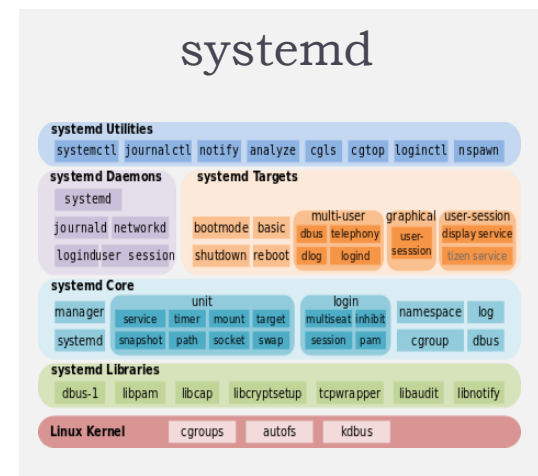 systemd
systemd Utilities
systemctl journalctl notify analyze cgls cgtop loginctl nspawn
systemd Daemons
systemd
journald networkd
loginduser session
systemd Targets
bootmode basic
shutdown reboot
multi-user
dbus telephony
dlog logind
graphical
user-
sesssion
user-session
display service
tizen service
systemd Core
manager
systemd
unit
service timer mount target
snapshot path socket swap
login
multiseat inhibit
session pam
namespace log
cgroup dbus
systemd Libraries
dbus-1 libpam libcap libcryptsetup tcpwrapper libaudit libnotify
Linux Kernel cgroups autofs kdbus